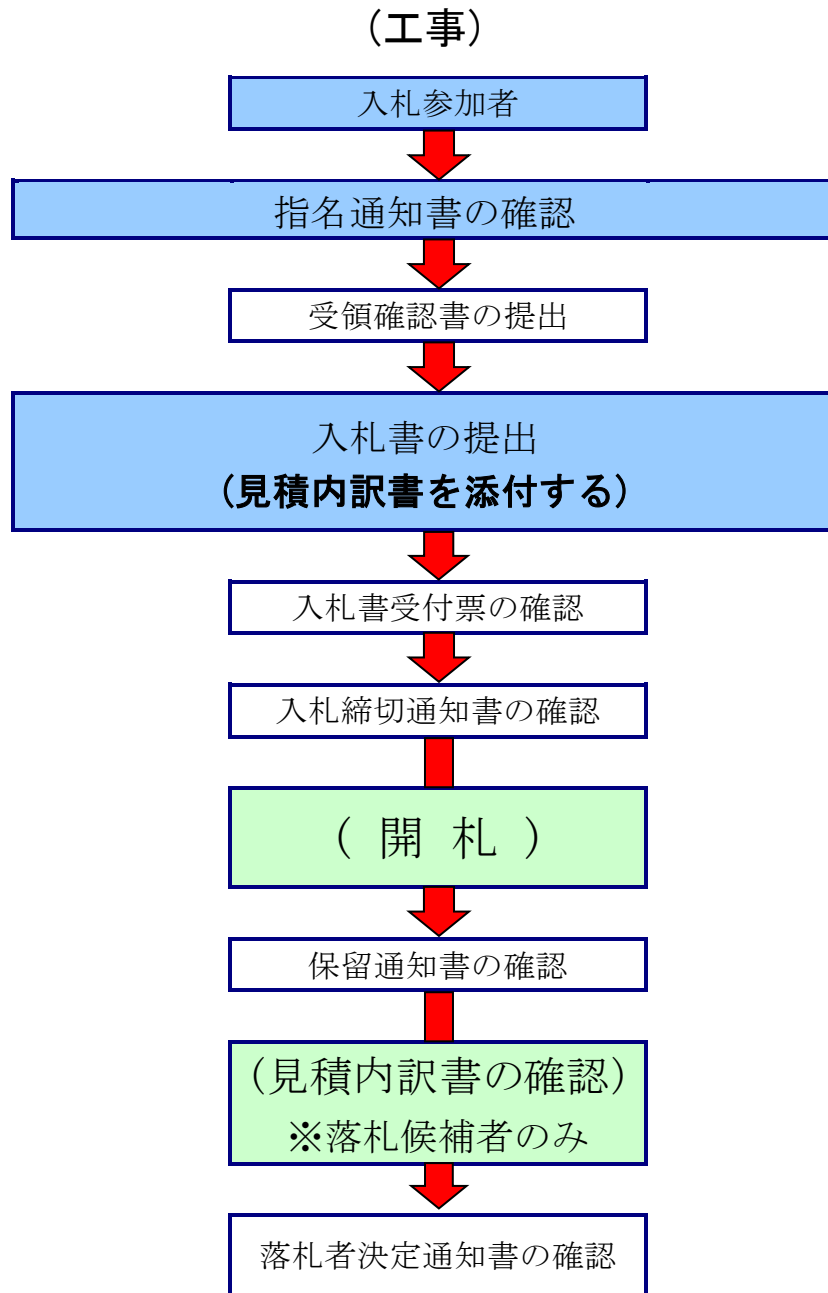 （工事）
入札参加者
指名通知書の確認
受領確認書の提出
入札書の提出
（見積内訳書を添付する）
入札書受付票の確認
入札締切通知書の確認
（ 開 札 ）
保留通知書の確認
（見積内訳書の確認）
※落札候補者のみ
落札者決定通知書の確認